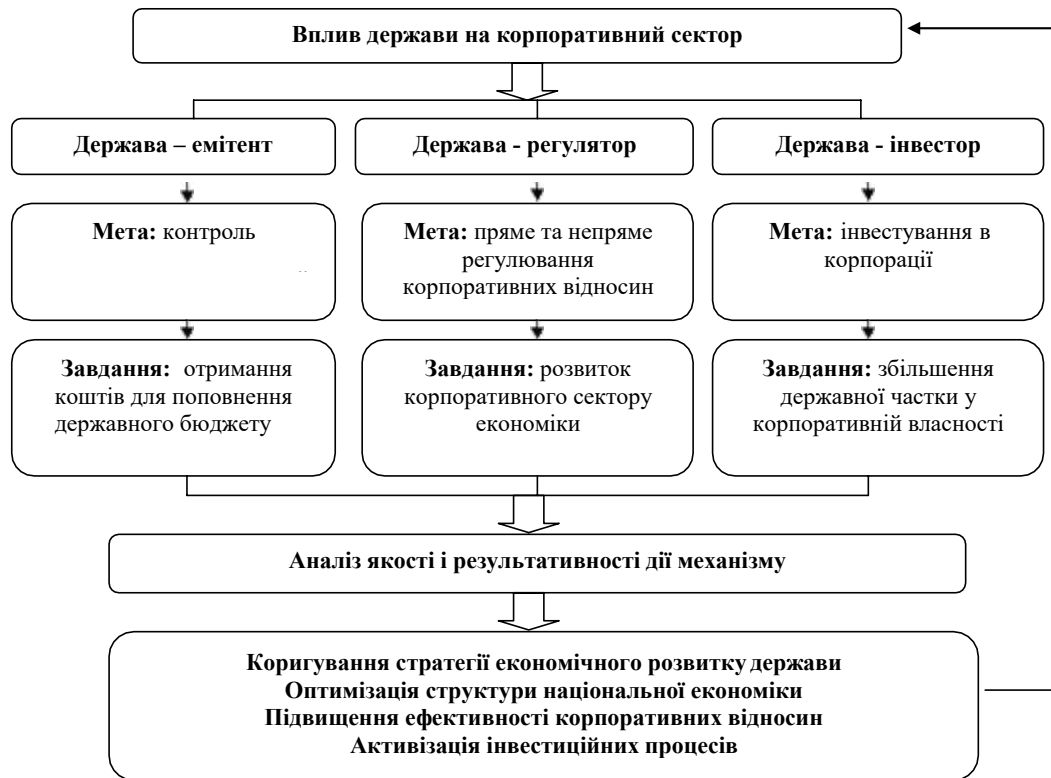 Вплив держави на корпоративний сектор
Держава – емітент
Держава - регулятор
Держава - інвестор
Мета: контроль
Мета: пряме та непряме
регулювання
корпоративних відносин
Мета: інвестування в
корпорації
Завдання: отримання
коштів для поповнення
державного бюджету
Завдання: розвиток
корпоративного сектору
економіки
Завдання: збільшення
державної частки у
корпоративній власності
Аналіз якості і результативності дії механізму
Коригування стратегії економічного розвитку держави
Оптимізація структури національної економіки
Підвищення ефективності корпоративних відносин
Активізація інвестиційних процесів